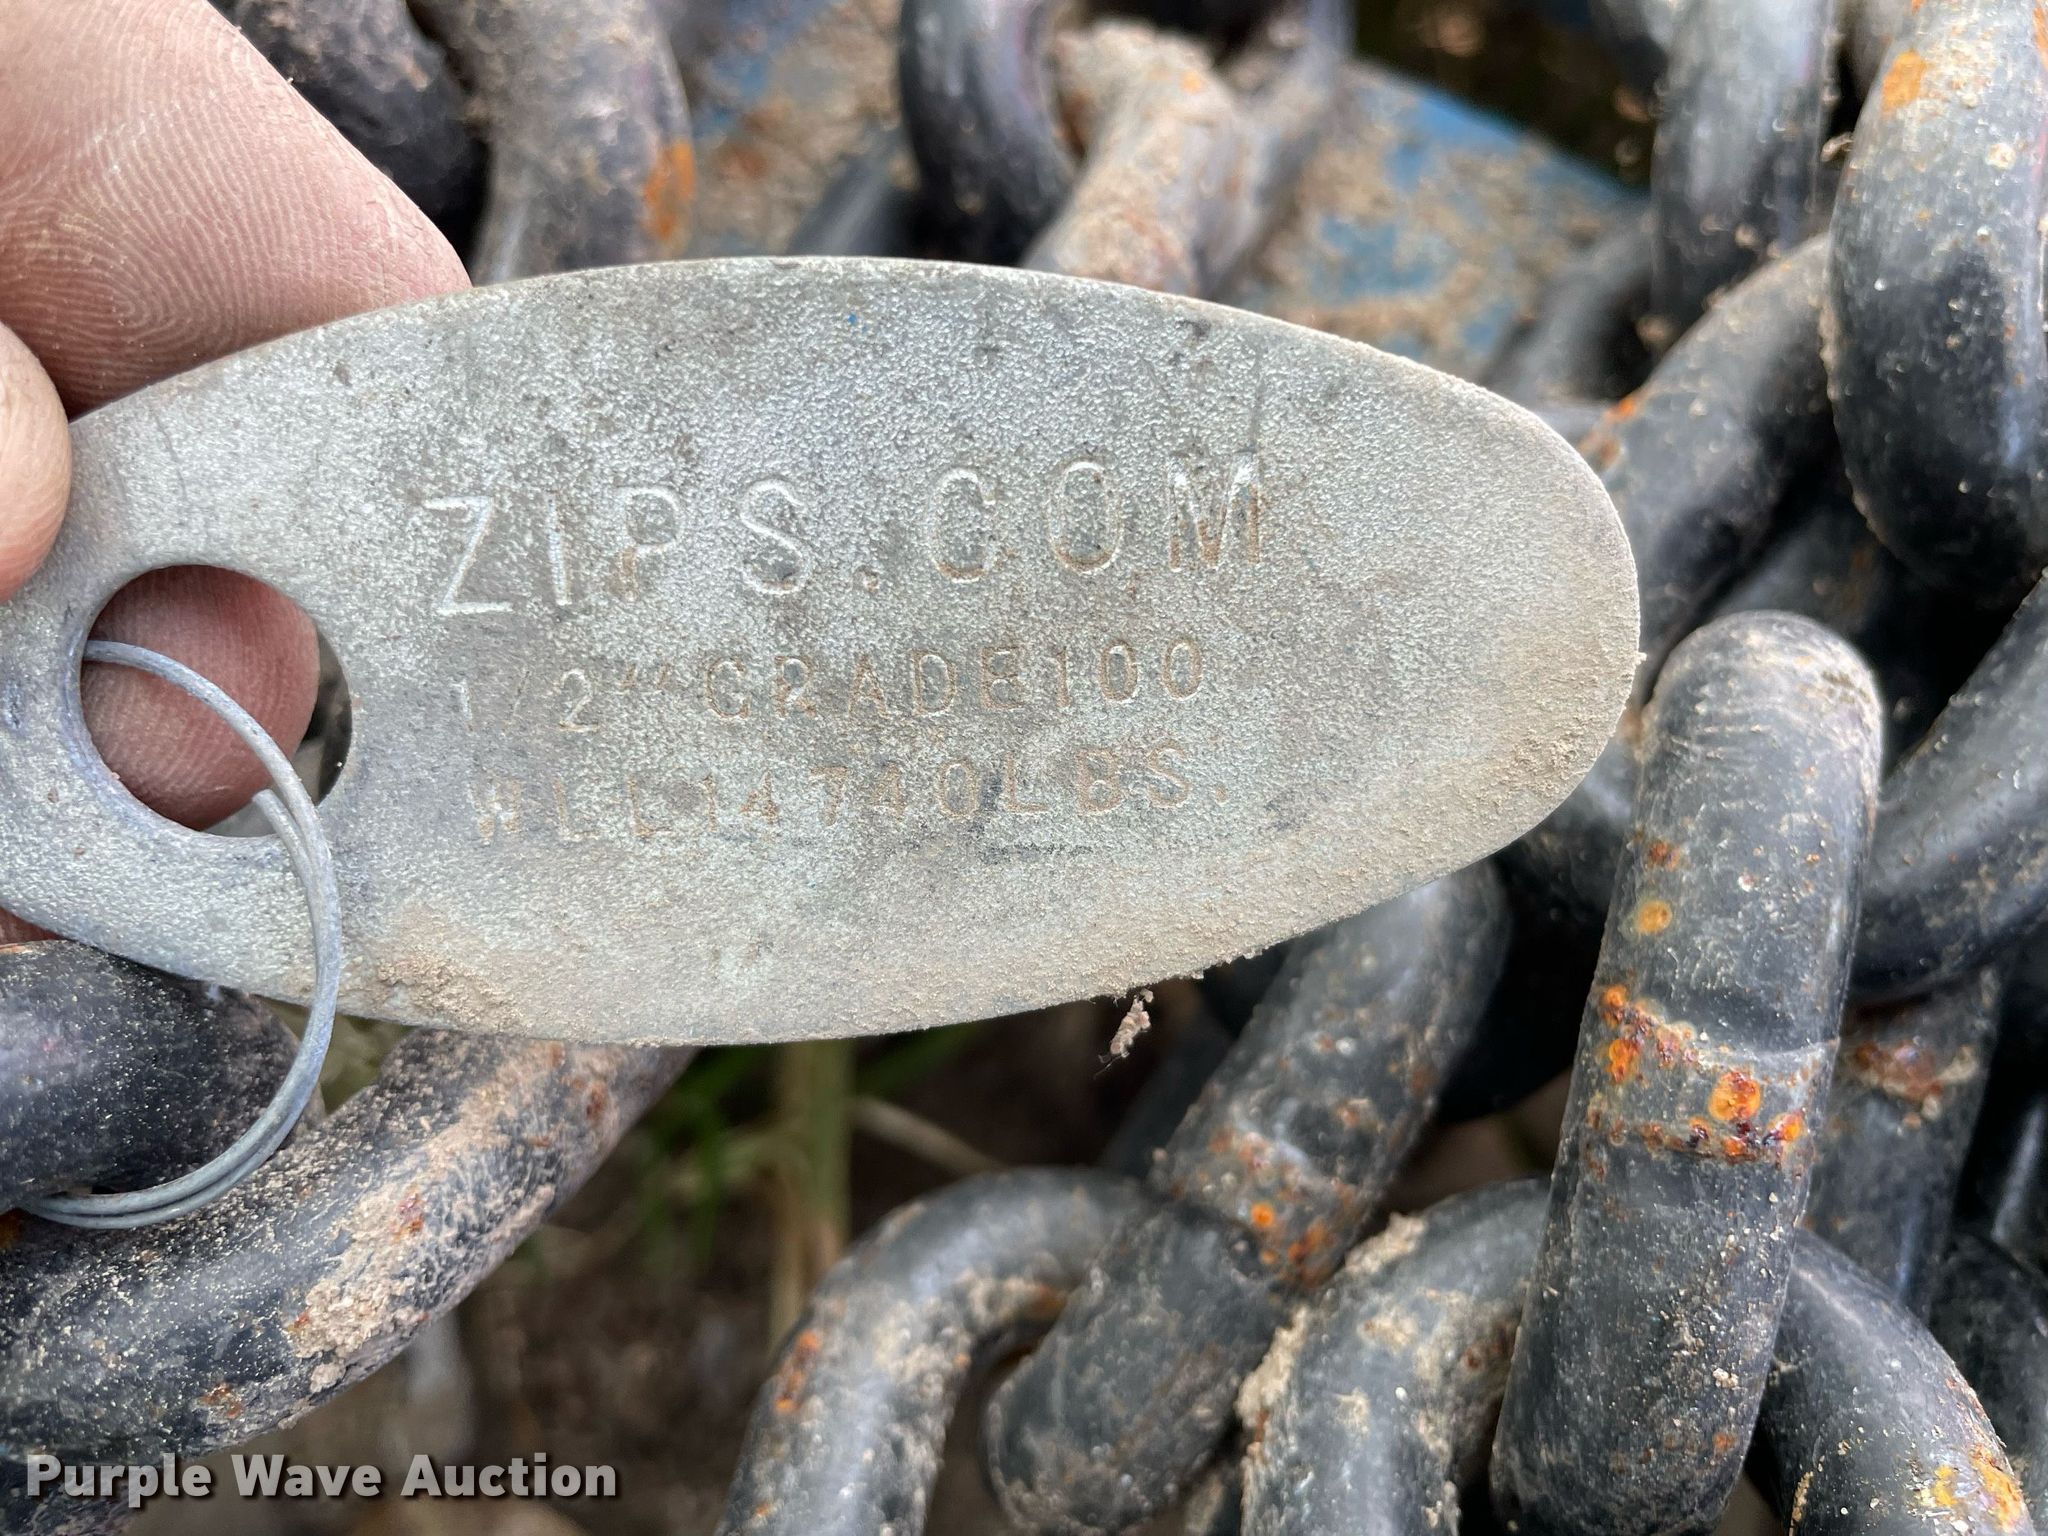 ZIPS.COM
1/2"GRADE100
WLL14740LBS.
Purple Wave Auction